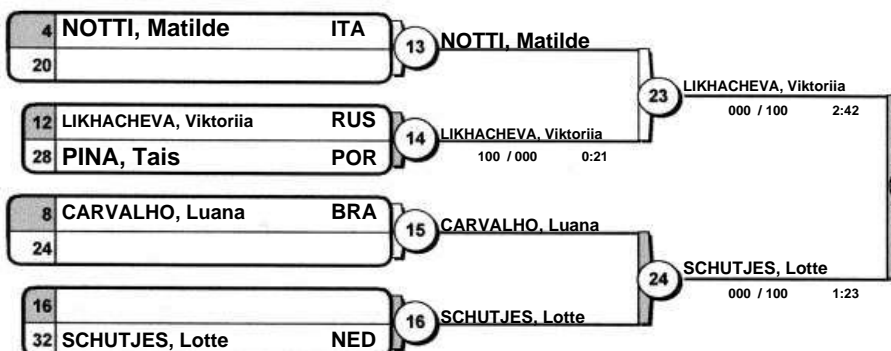 4 NOTTI, Matilde ITA
20
13 NOTTI, Matilde
12 LIKHACHEVA, Viktoriia RUS
28 PINA, Tais POR
14 LIKHACHEVA, Viktoriia
100 / 000 0:21
23 LIKHACHEVA, Viktoriia
000 / 100 2:42
8 CARVALHO, Luana BRA
24
15 CARVALHO, Luana
16
32 SCHUTJES, Lotte NED
16 SCHUTJES, Lotte
24 SCHUTJES, Lotte
000 / 100 1:23